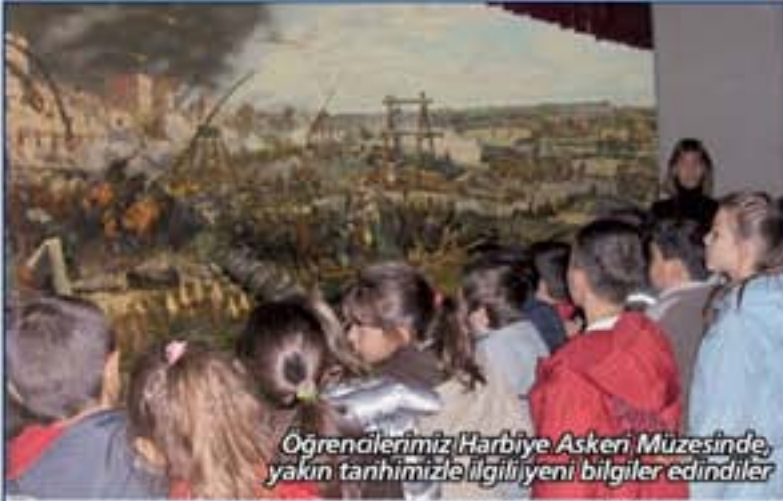 Öğrencilerimiz Harbiye Askeri Müzesinde,
yakın tarihimizle ilgili yeni bilgiler edindiler